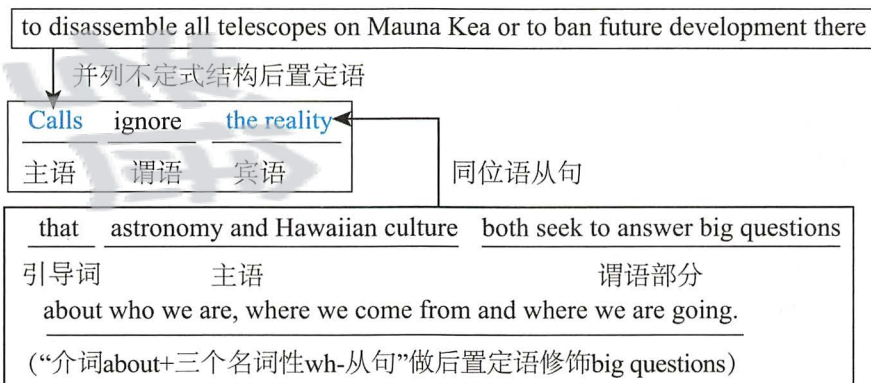 to disassemble all telescopes on Mauna Kea or to ban future development there
并列不定式结构后置定语
Calls ignore the reality
主语 谓语 宾语
同位语从句
that astronomy and Hawaiian culture both seek to answer big questions
引导词 主语 谓语部分
about who we are, where we come from and where we are going.
(“介词about+三个名词性wh-从句”做后置定语修饰big questions)